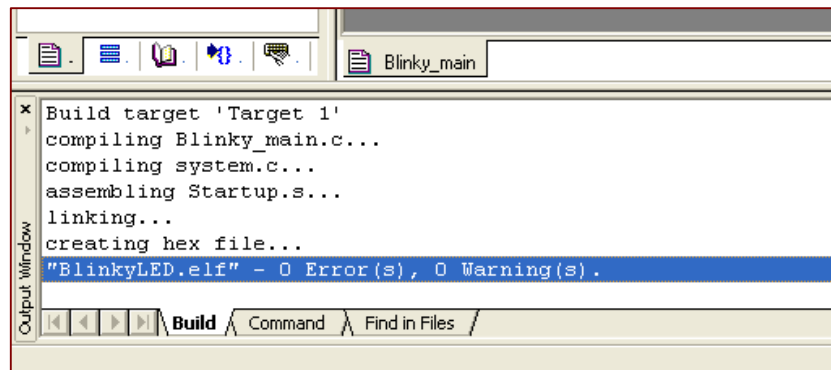 Blinky_main
Build target 'Target 1'
compiling Blinky_main.c...
compiling system.c...
assembling Startup.s...
linking...
creating hex file...
"BlinkyLED.elf" - 0 Error(s), 0 Warning(s).
Output Window
Build
Command
Find in Files